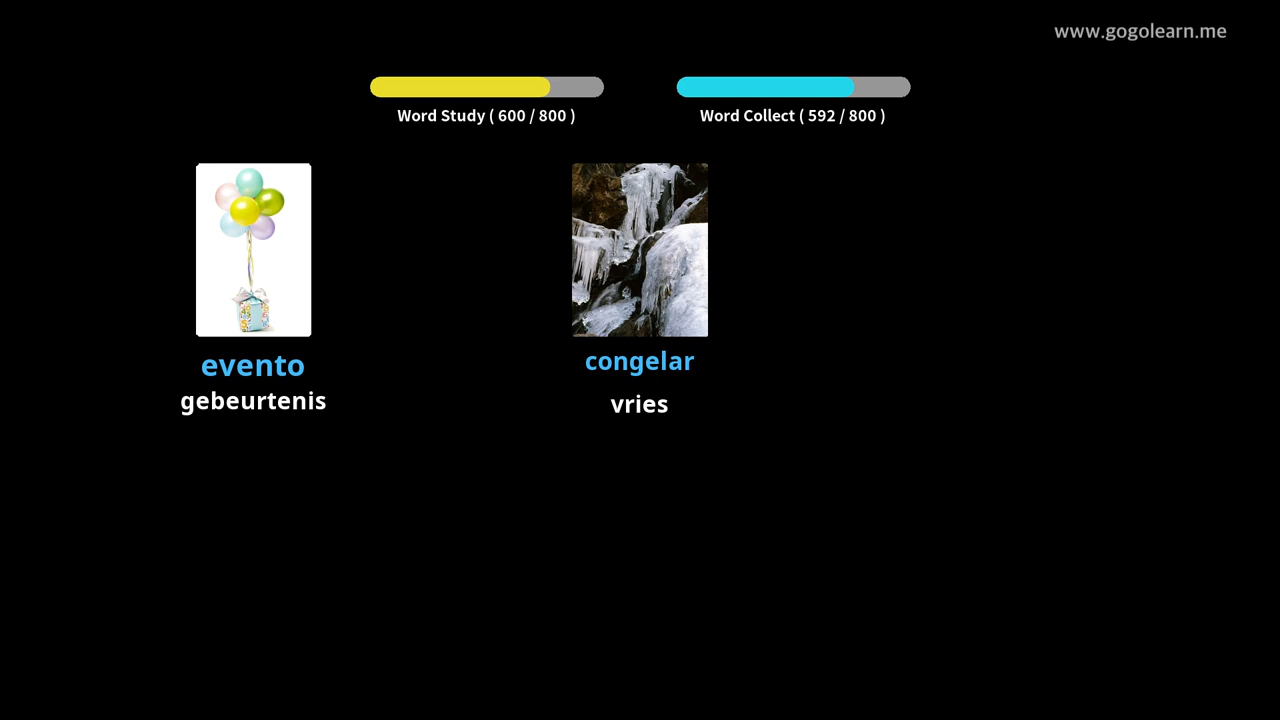 www.gogolearn.me
Word Study ( 600 / 800 )
Word Collect ( 592 / 800 )
evento
gebeurtenis
congelar
vries